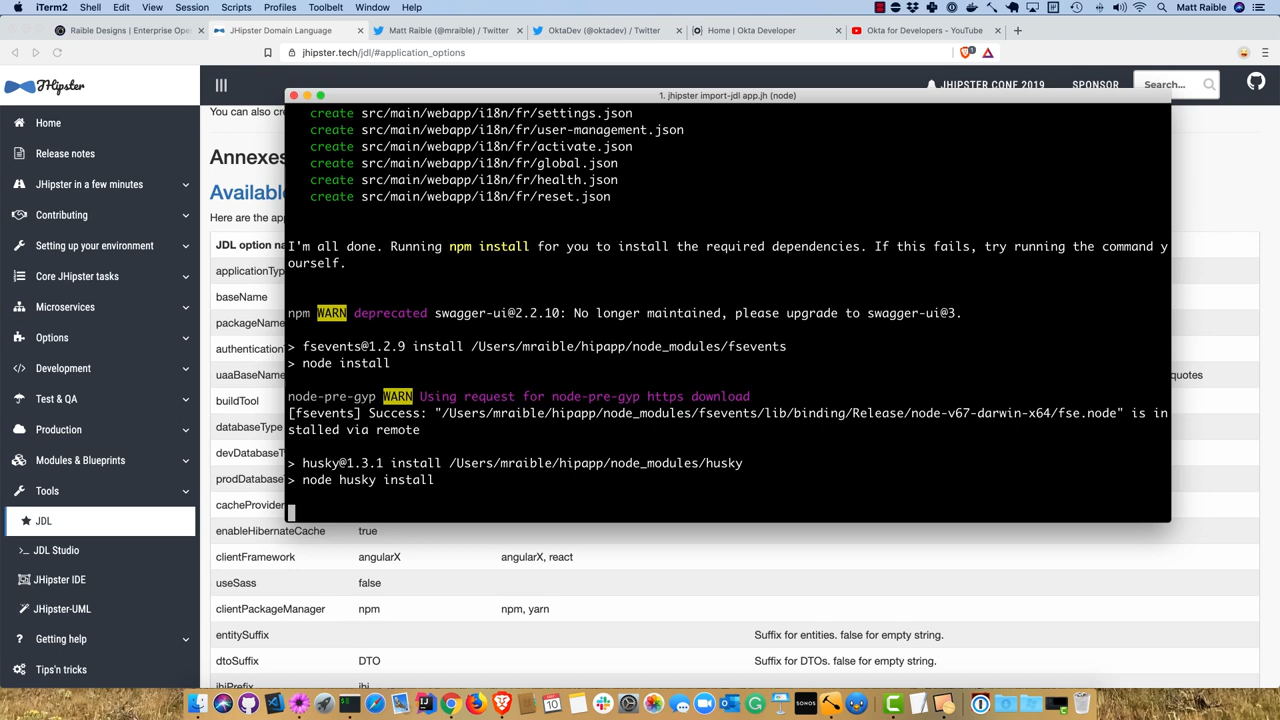 iTerm2 Shell Edit View Session Scripts Profiles Toolbelt Window Help Matt Raible
Raible Designs | Enterprise Ope
JHipster Domain Language
Matt Raible (@mraible) / Twitter
OktaDev (@oktadev) / Twitter
Home | Okta Developer
Okta for Developers - YouTube
jhipster.tech/jdl/#application_options
JHipster
JHIPSTER CONF 2019
SPONSOR
Search...
Home
Release notes
JHipster in a few minutes
Contributing
Setting up your environment
Core JHipster tasks
Microservices
Options
Development
Test & QA
Production
Modules & Blueprints
Tools
JDL
JDL Studio
JHipster IDE
JHipster-UML
Getting help
Tips'n tricks
You can also cre
Annexes
Available
Here are the app
JDL option na
applicationTyp
baseName
packageName
authentication
uaaBaseName
quotes
buildTool
databaseType
devDatabaseT
prodDatabase
cacheProvider
enableHibernateCache true
clientFramework angularX angularX, react
useSass false
clientPackageManager npm npm, yarn
entitySuffix Suffix for entities. false for empty string.
dtoSuffix DTO Suffix for DTOs. false for empty string.
jhiPrefix jhi
1. jhipster import-jdl app.jh (node)
create src/main/webapp/i18n/fr/settings.json
create src/main/webapp/i18n/fr/user-management.json
create src/main/webapp/i18n/fr/activate.json
create src/main/webapp/i18n/fr/global.json
create src/main/webapp/i18n/fr/health.json
create src/main/webapp/i18n/fr/reset.json
I'm all done. Running npm install for you to install the required dependencies. If this fails, try running the command y
ourself.
npm WARN deprecated swagger-ui@2.2.10: No longer maintained, please upgrade to swagger-ui@3.
> fsevents@1.2.9 install /Users/mraible/hipapp/node_modules/fsevents
> node install
node-pre-gyp WARN Using request for node-pre-gyp https download
[fsevents] Success: "/Users/mraible/hipapp/node_modules/fsevents/lib/binding/Release/node-v67-darwin-x64/fse.node" is in
stalled via remote
> husky@1.3.1 install /Users/mraible/hipapp/node_modules/husky
> node husky install
10
SONOS